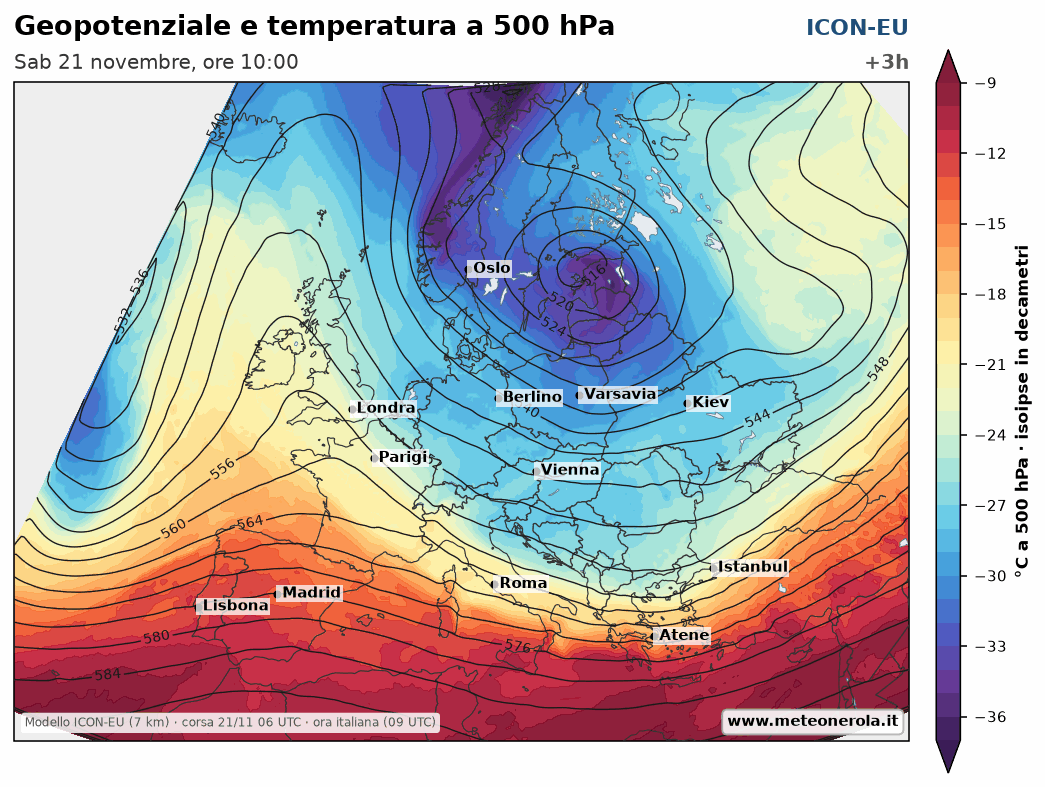 Geopotenziale e temperatura a 500 hPa
ICON-EU
Sab 21 novembre, ore 10:00
+3h
540
536
532
516
520
524
Oslo
548
Berlino
Varsavia
Kiev
Londra
544
Parigi
Vienna
556
560
564
Istanbul
Roma
Madrid
Lisbona
Atene
580
576
584
Modello ICON-EU (7 km) · corsa 21/11 06 UTC · ora italiana (09 UTC)
www.meteonerola.it
−9
−12
−15
−18
−21
−24
−27
−30
−33
−36
°C a 500 hPa · isoipse in decametri